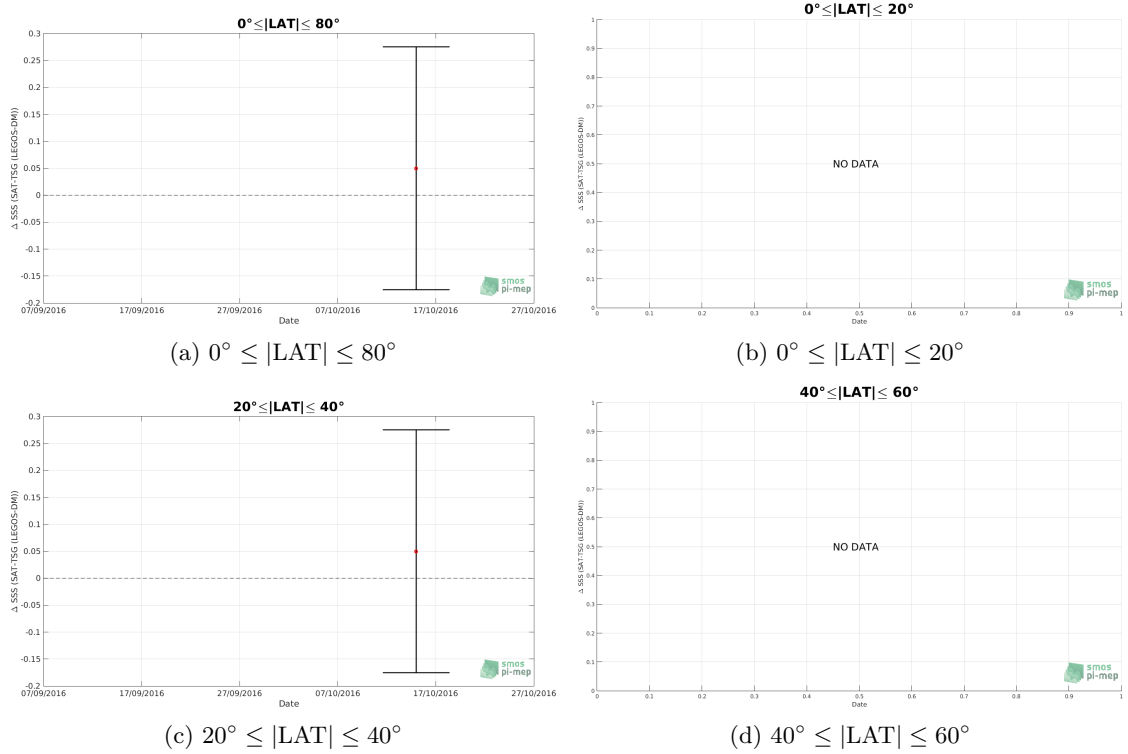 0°≤|LAT|≤ 80°
0.3
0.25
0.2
0.15
0.1
0.05
0
-0.05
-0.1
-0.15
-0.2
Δ SSS (SAT-TSG (LEGOS-DM))
07/09/2016 17/09/2016 27/09/2016 07/10/2016 17/10/2016 27/10/2016
Date
smos
pi-mep
(a) 0° ≤ |LAT| ≤ 80°
0°≤|LAT|≤ 20°
1
0.9
0.8
0.7
0.6
0.5
0.4
0.3
0.2
0.1
0
Δ SSS (SAT-TSG (LEGOS-DM))
NO DATA
0 0.1 0.2 0.3 0.4 0.5 0.6 0.7 0.8 0.9 1
Date
smos
pi-mep
(b) 0° ≤ |LAT| ≤ 20°
20°≤|LAT|≤ 40°
0.3
0.25
0.2
0.15
0.1
0.05
0
-0.05
-0.1
-0.15
-0.2
Δ SSS (SAT-TSG (LEGOS-DM))
07/09/2016 17/09/2016 27/09/2016 07/10/2016 17/10/2016 27/10/2016
Date
smos
pi-mep
(c) 20° ≤ |LAT| ≤ 40°
40°≤|LAT|≤ 60°
1
0.9
0.8
0.7
0.6
0.5
0.4
0.3
0.2
0.1
0
Δ SSS (SAT-TSG (LEGOS-DM))
NO DATA
0 0.1 0.2 0.3 0.4 0.5 0.6 0.7 0.8 0.9 1
Date
smos
pi-mep
(d) 40° ≤ |LAT| ≤ 60°